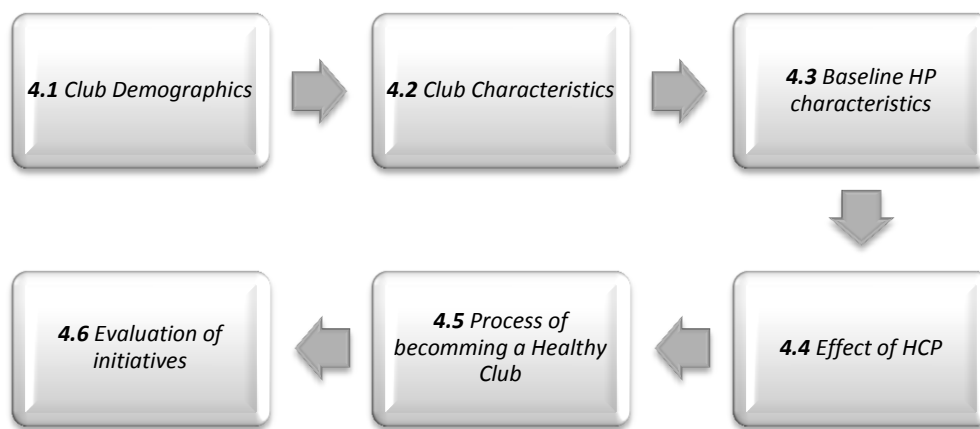 4.1 Club Demographics
4.2 Club Characteristics
4.3 Baseline HP
characteristics
4.4 Effect of HCP
4.5 Process of
becomming a Healthy
Club
4.6 Evaluation of
initiatives